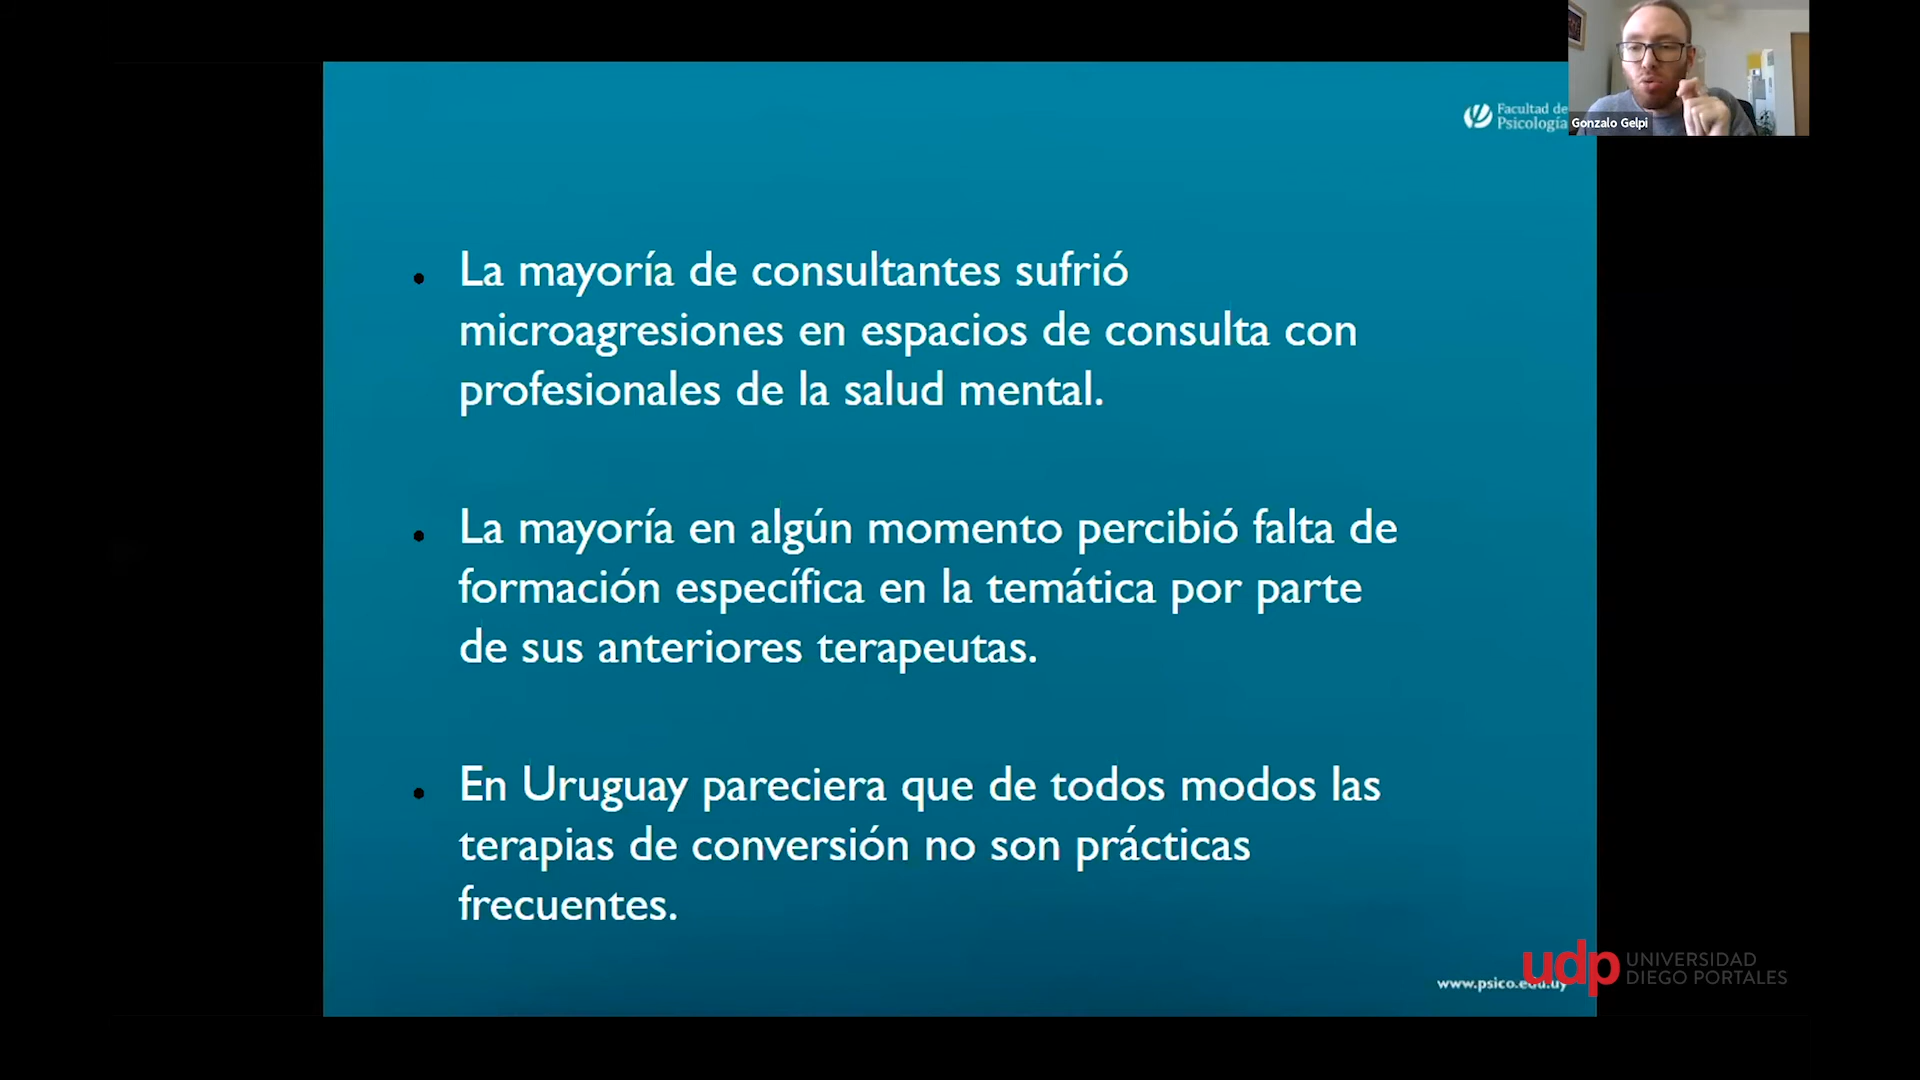 Facultad de
Psicología
Gonzalo Gelpi
La mayoría de consultantes sufrió
microagresiones en espacios de consulta con
profesionales de la salud mental.
La mayoría en algún momento percibió falta de
formación específica en la temática por parte
de sus anteriores terapeutas.
En Uruguay pareciera que de todos modos las
terapias de conversión no son prácticas
frecuentes.
udp UNIVERSIDAD
DIEGO PORTALES
www.psico.edu.uy